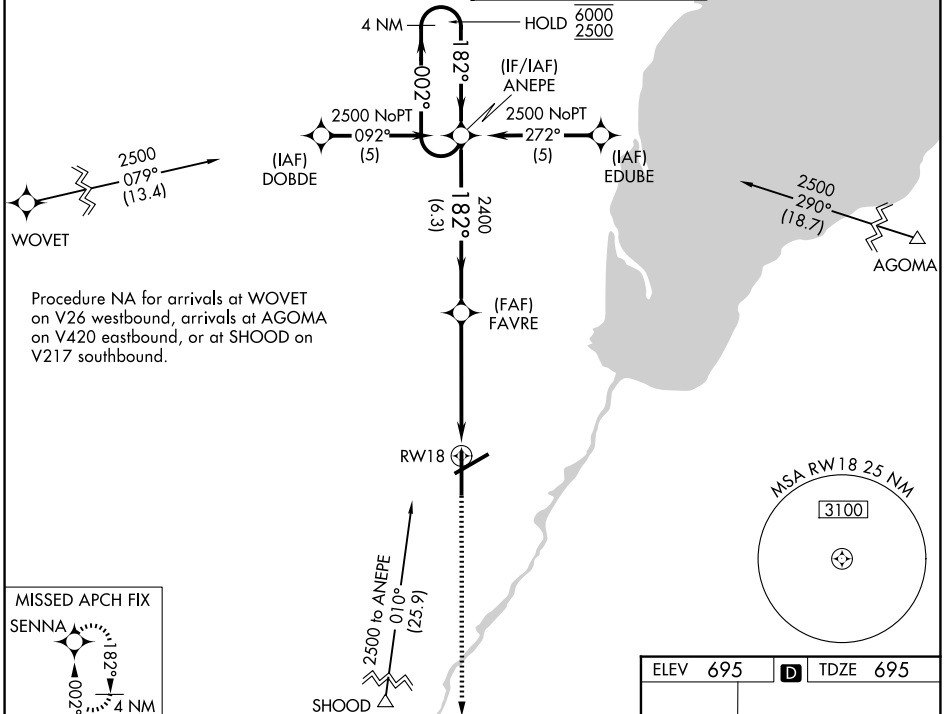 4 NM
HOLD 6000
2500
182°
002°
(IF/IAF)
ANEPE
2500 NoPT
092°
(5)
2500 NoPT
272°
(5)
(IAF)
DOBDE
(IAF)
EDUBE
2500
079°
(13.4)
WOVET
2400
182°
(6.3)
2500
290°
(18.7)
AGOMA
Procedure NA for arrivals at WOVET
on V26 westbound, arrivals at AGOMA
on V420 eastbound, or at SHOOD on
V217 southbound.
(FAF)
FAVRE
RW18
MSA RW18 25 NM
3100
2500 to ANEPE
010°
(25.9)
SHOOD
MISSED APCH FIX
SENNA
182°
002°
4 NM
ELEV 695 D TDZE 695